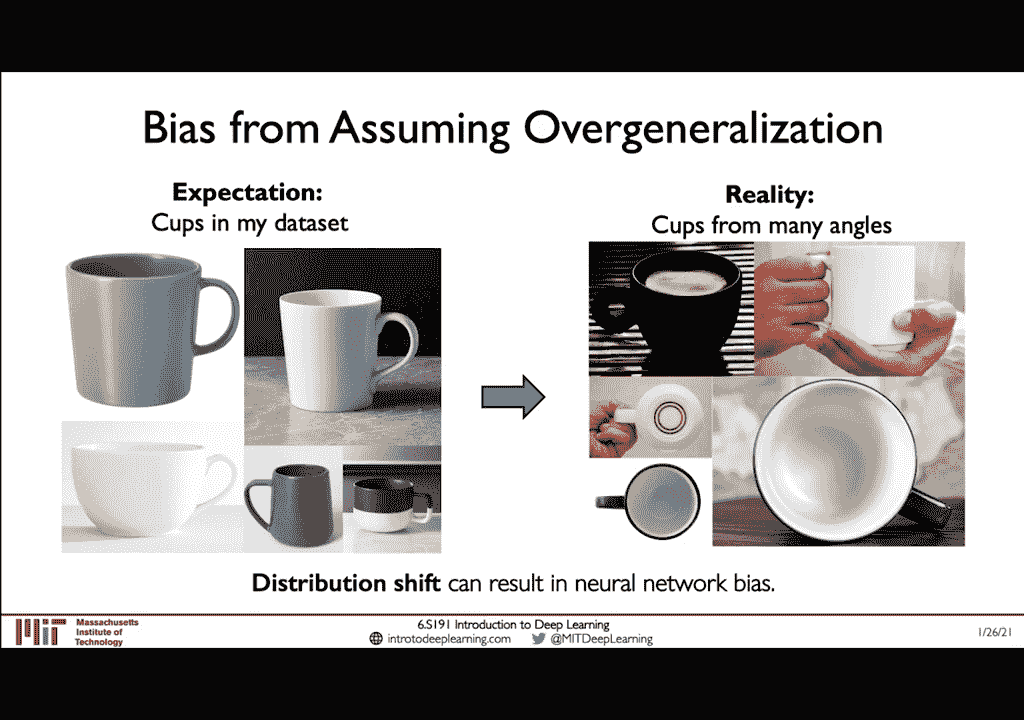 Bias from Assuming Overgeneralization
Expectation:
Cups in my dataset
Reality:
Cups from many angles
Distribution shift can result in neural network bias.
Massachusetts
Institute of
Technology
6.S191 Introduction to Deep Learning
introtodeeplearning.com @MITDeepLearning
1/26/21